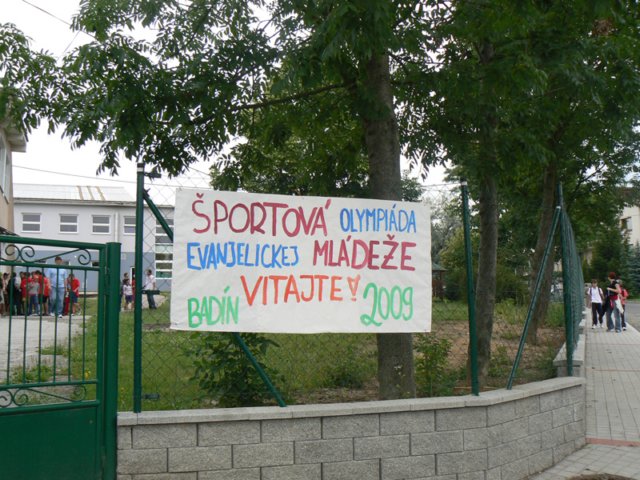 ŠPORTOVÁ OLYMPIÁDA
EVANJELICKEJ MLÁDEŽE
VITAJTE!
BADÍN 2009